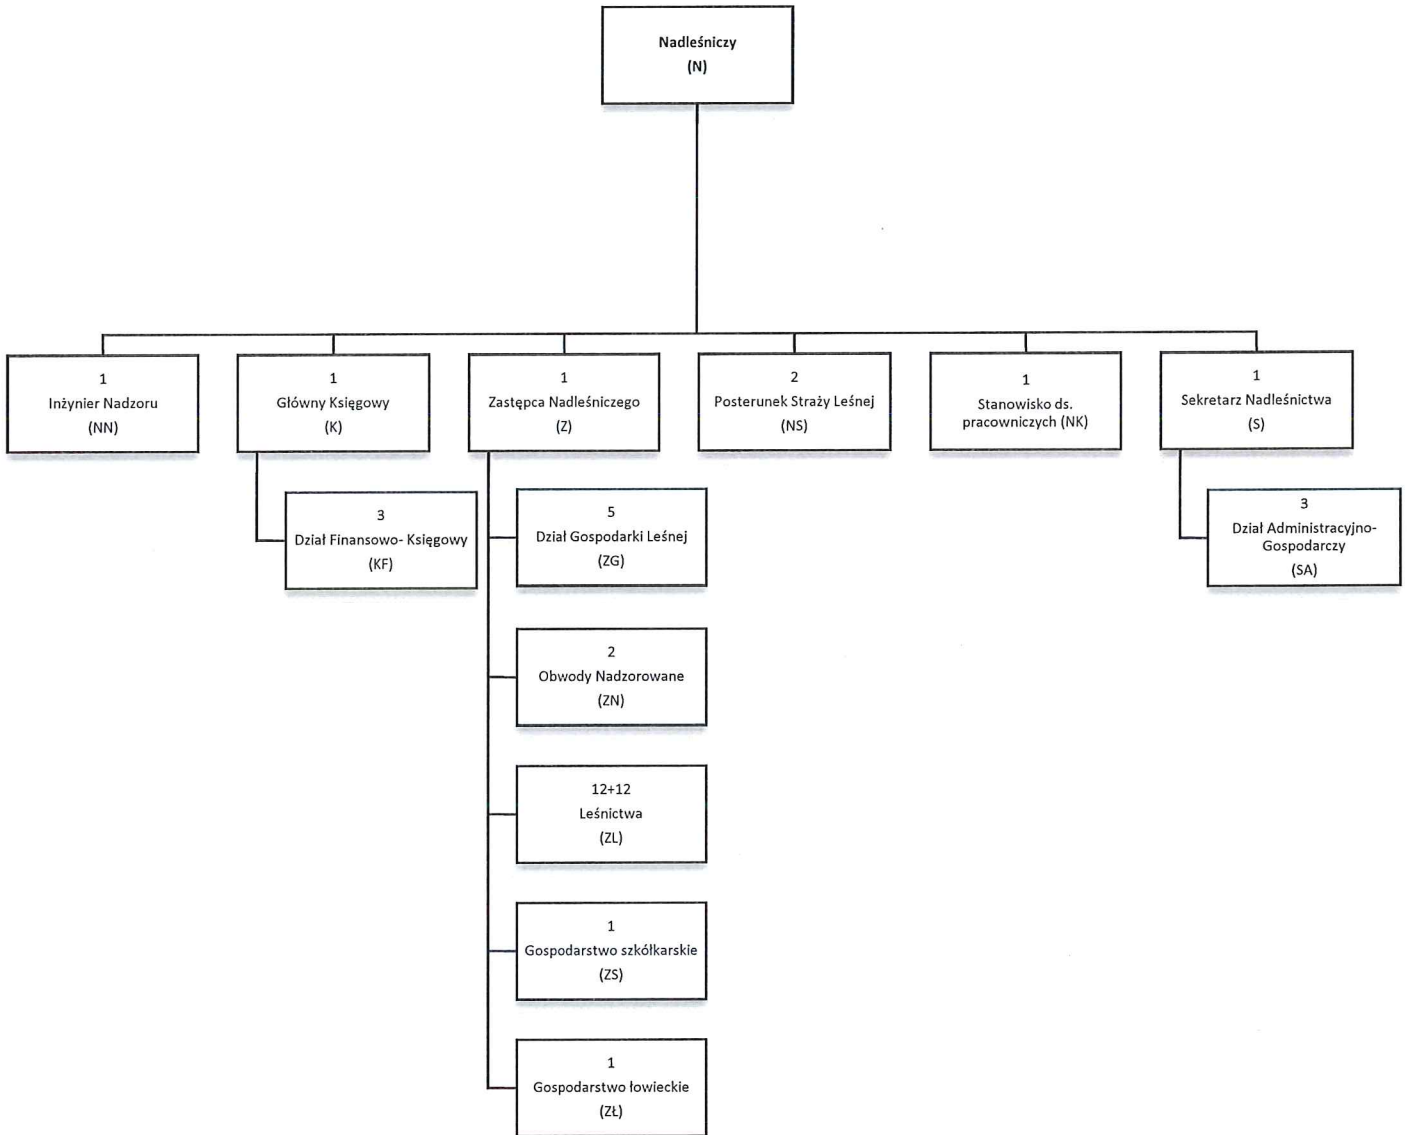 Nadleśniczy
(N)
1
Inżynier Nadzoru
(NN)
1
Główny Księgowy
(K)
1
Zastępca Nadleśniczego
(Z)
2
Posterunek Straży Leśnej
(NS)
1
Stanowisko ds.
pracowniczych (NK)
1
Sekretarz Nadleśnictwa
(S)
3
Dział Finansowo- Księgowy
(KF)
5
Dział Gospodarki Leśnej
(ZG)
3
Dział Administracyjno-
Gospodarczy
(SA)
2
Obwody Nadzorowane
(ZN)
12+12
Leśnictwa
(ZL)
1
Gospodarstwo szkółkarskie
(ZS)
1
Gospodarstwo łowieckie
(ZŁ)